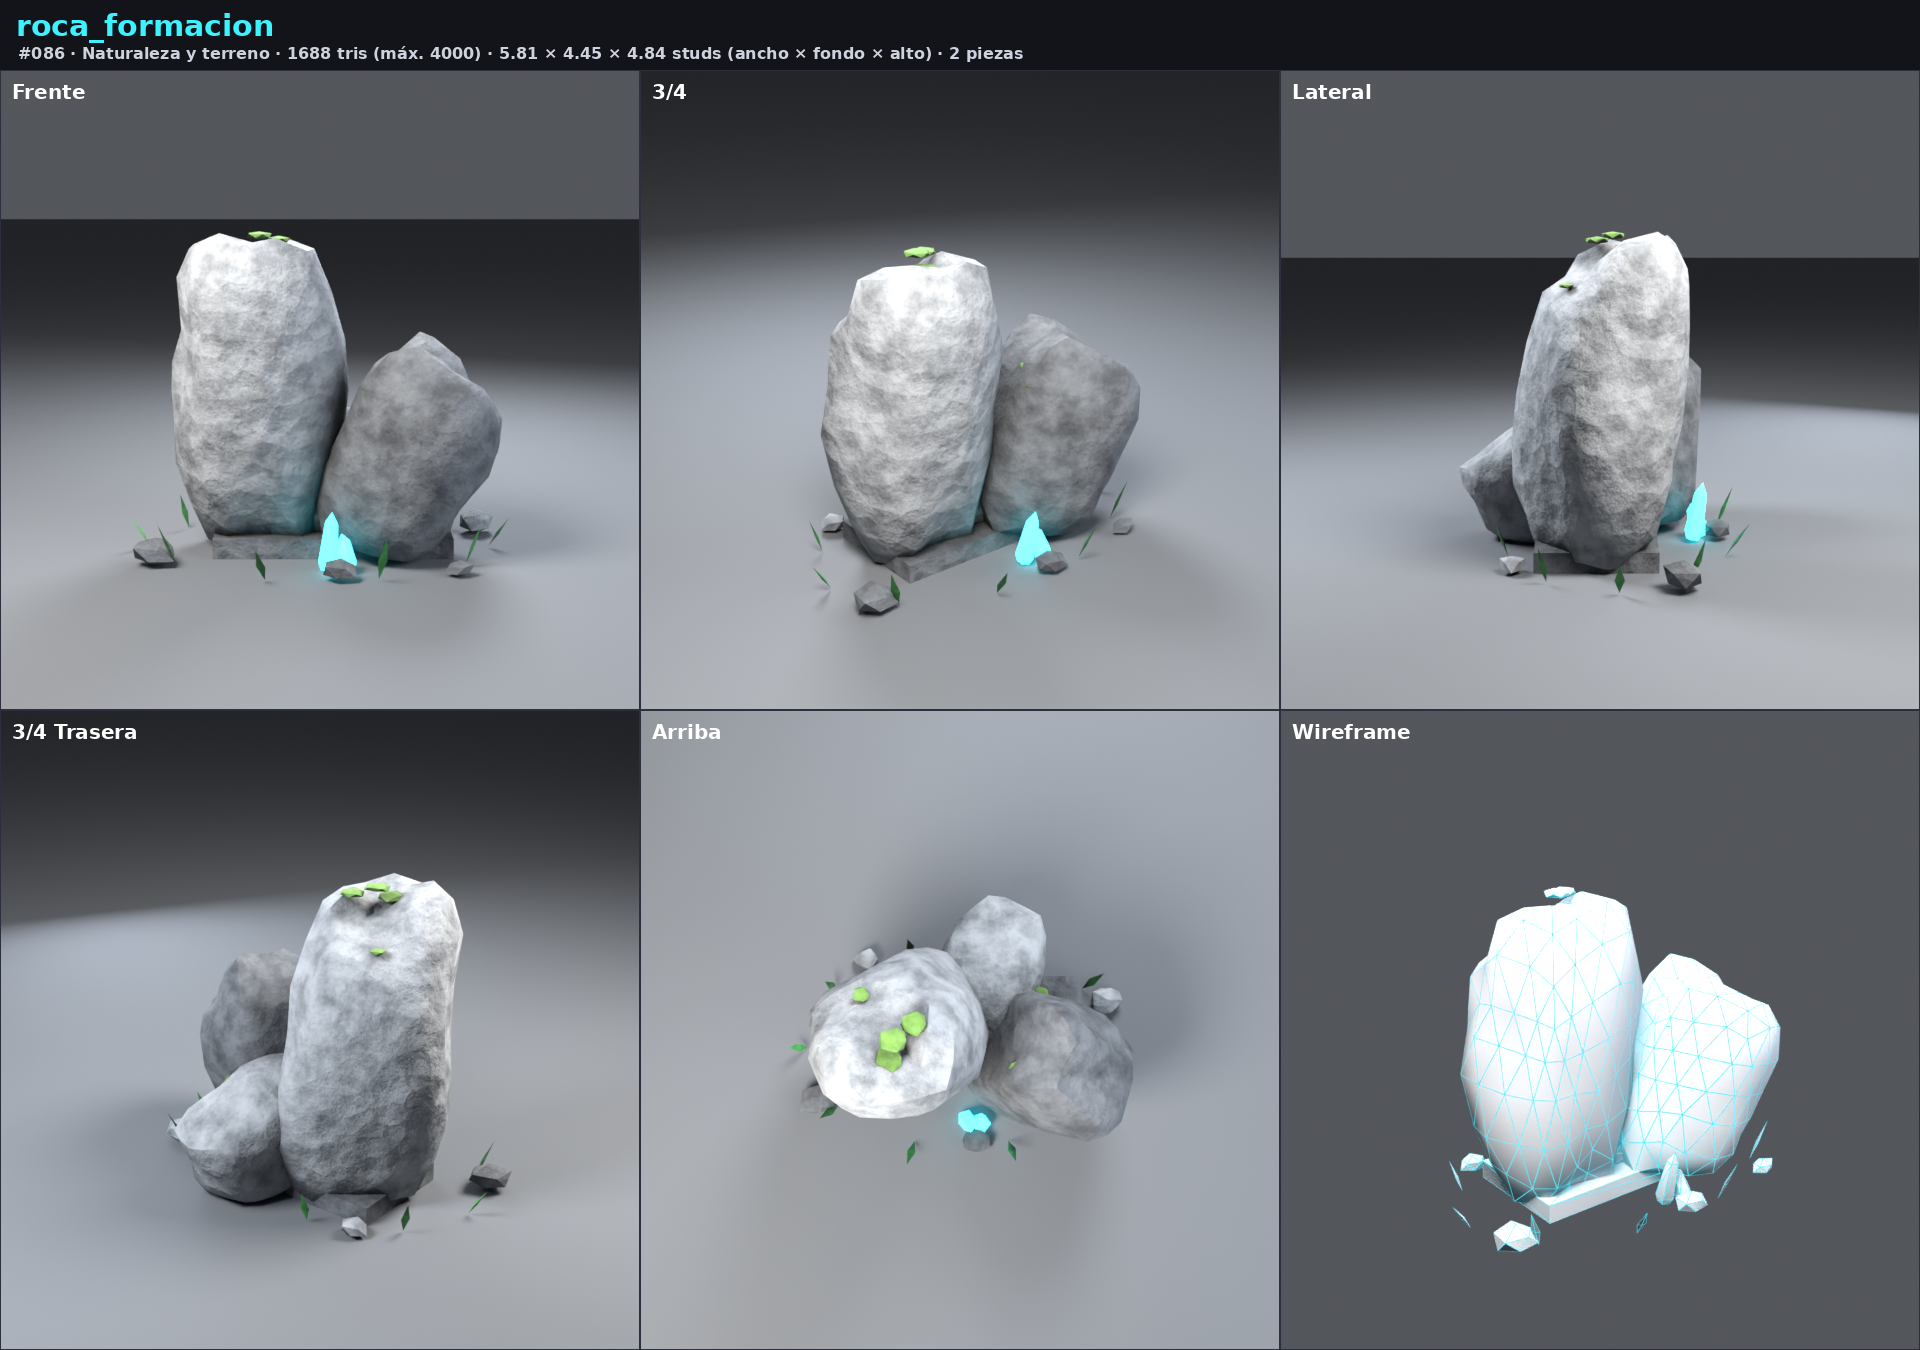 roca_formacion
#086 · Naturaleza y terreno · 1688 tris (máx. 4000) · 5.81 × 4.45 × 4.84 studs (ancho × fondo × alto) · 2 piezas
Frente
3/4
Lateral
3/4 Trasera
Arriba
Wireframe